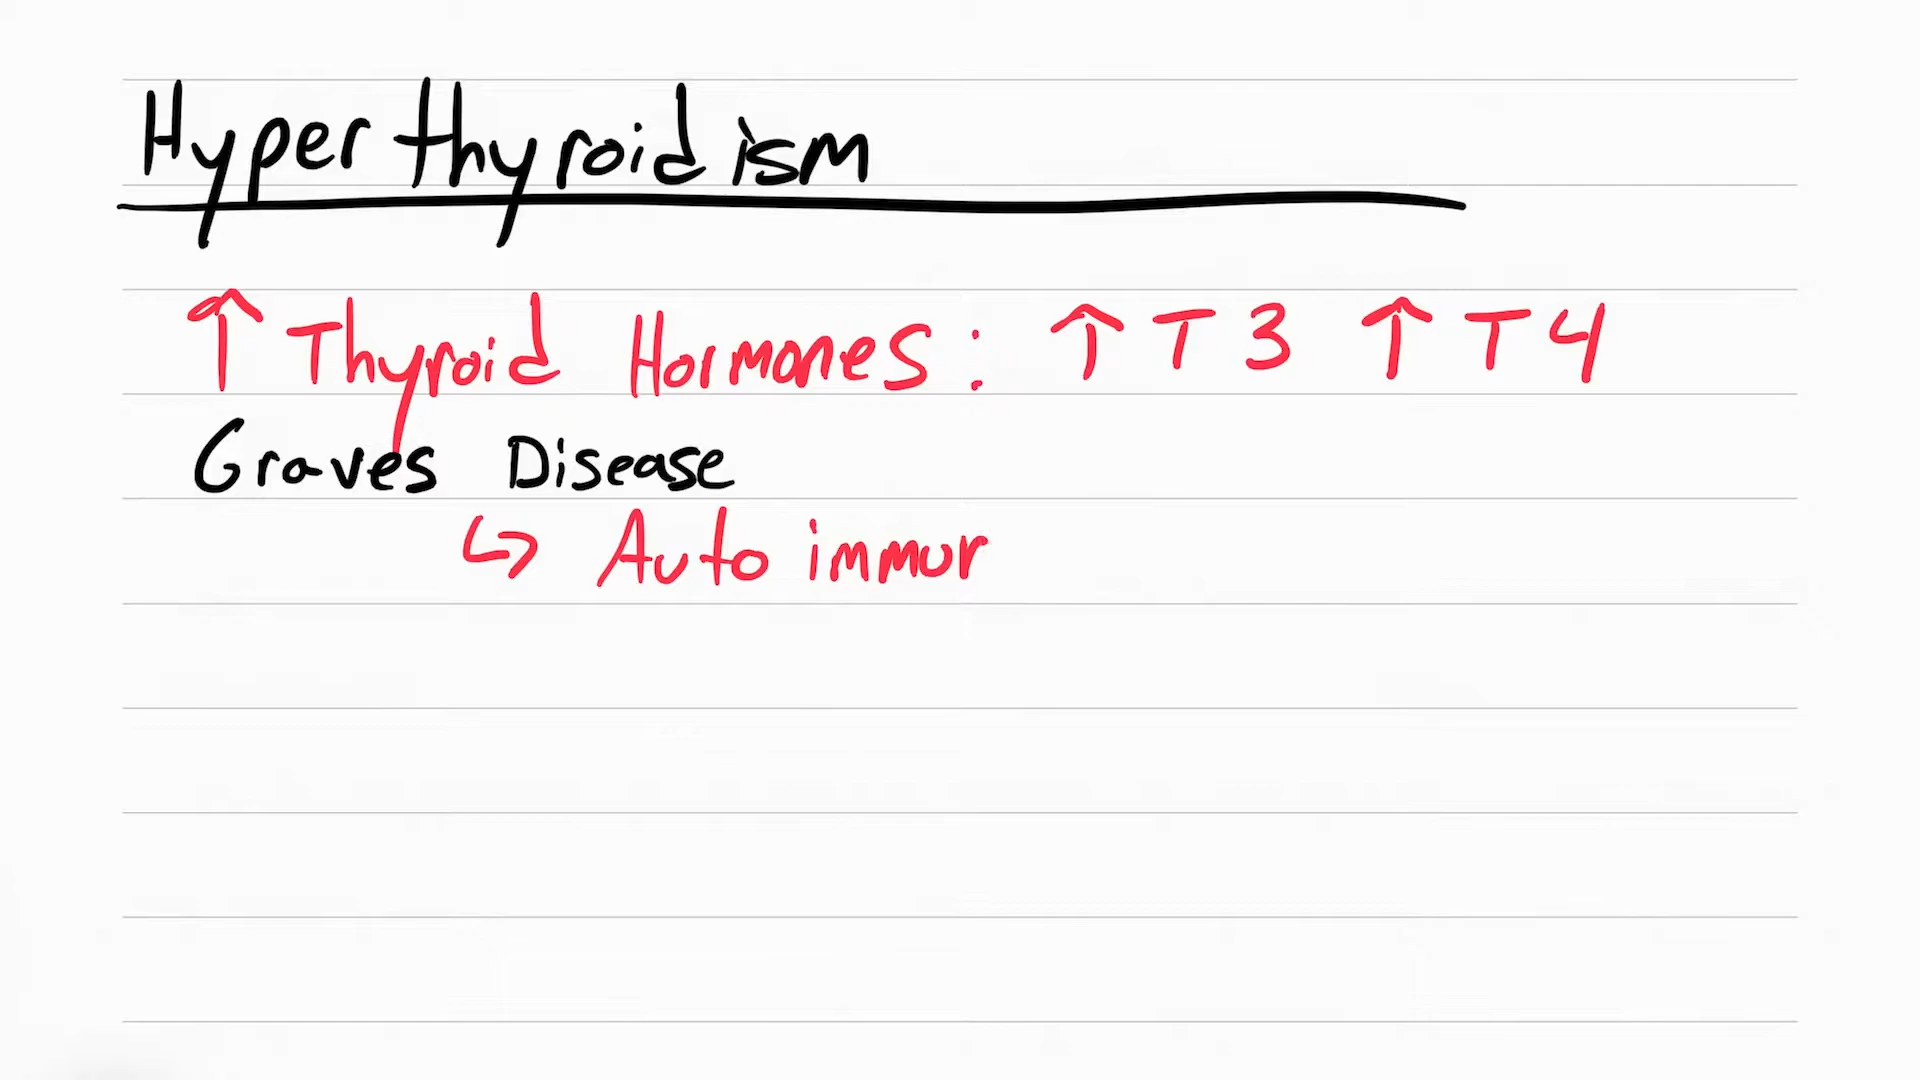 Hyperthyroidism
↑ Thyroid Hormones: ↑ T3 ↑ T4
Graves Disease
↳ Auto immur